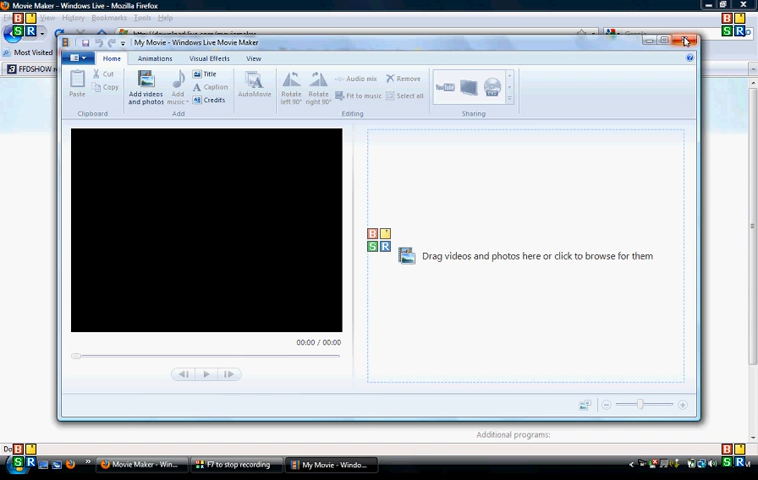 Movie Maker - Windows Live - Mozilla Firefox
View History Bookmarks Tools
Most Visited
FFDSHOW
My Movie - Windows Live Movie Maker
Home Animations Visual Effects View
Paste
Cut
Copy
Clipboard
Add videos
and photos
Add
music
Title
Caption
Credits
Add
AutoMovie
Rotate
left 90°
Rotate
right 90°
Audio mix
Fit to music
Remove
Select all
Editing
YouTube
DVD
Sharing
B
S R
Drag videos and photos here or click to browse for them
00:00 / 00:00
Additional programs:
Movie Maker - Win...
F7 to stop recording
My Movie - Windo...